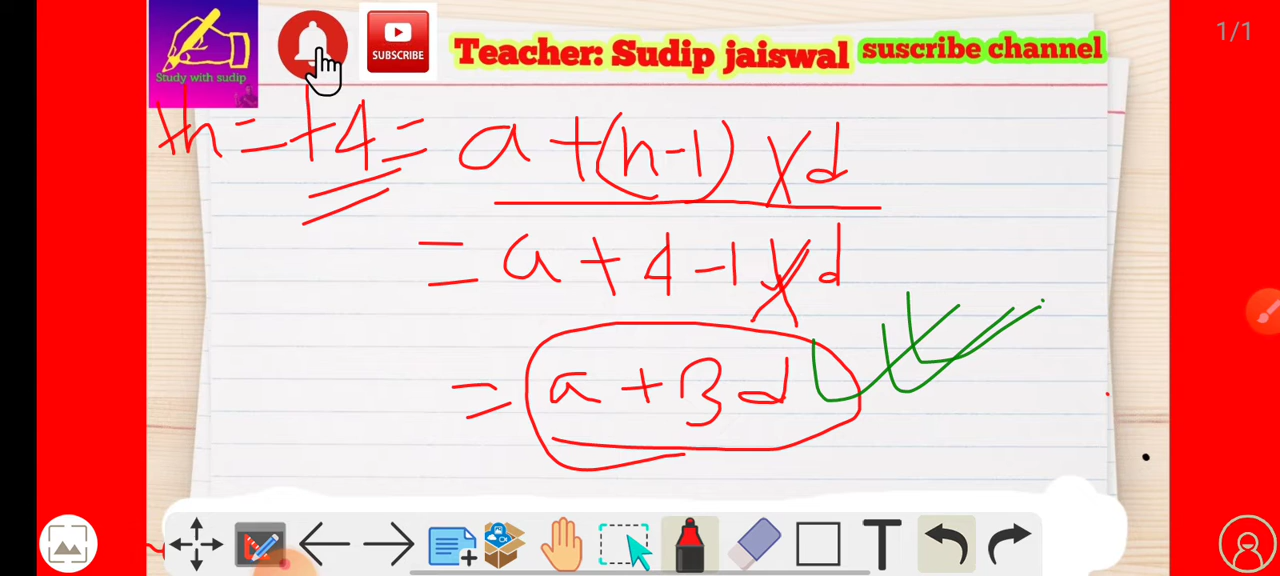 1/1
Study with sudip
SUBSCRIBE
Teacher: Sudip jaiswal suscribe channel
tn = t4 = a + (n-1) x d
= a + 4 - 1 x d
= a + 3d
T